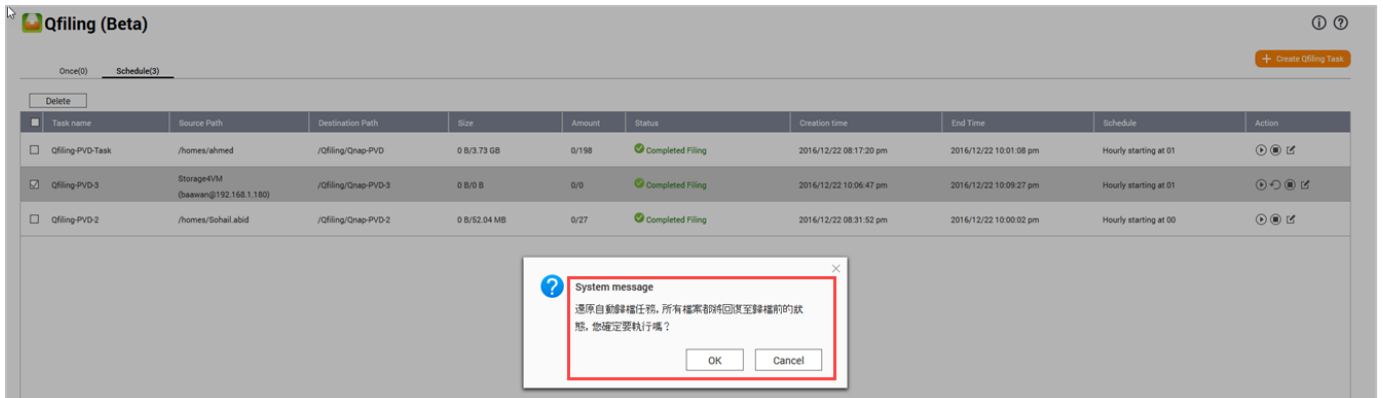 Qfiling (Beta)
Once(0) Schedule(3)
+ Create Qfiling Task
Delete
Task name Source Path Destination Path Size Amount Status Creation time End Time Schedule Action
Qfiling-PVD-Task /homes/ahmed /Qfiling/Qnap-PVD 0 B/3.73 GB 0/198 Completed Filing 2016/12/22 08:17:20 pm 2016/12/22 10:01:08 pm Hourly starting at 01
Qfiling-PVD-3 Storage4VM /Qfiling/Qnap-PVD-3 0 B/0 B 0/0 Completed Filing 2016/12/22 10:06:47 pm 2016/12/22 10:09:27 pm Hourly starting at 01
(baawan@192.168.1.180)
Qfiling-PVD-2 /homes/Sohail.abid /Qfiling/Qnap-PVD-2 0 B/52.04 MB 0/27 Completed Filing 2016/12/22 08:31:52 pm 2016/12/22 10:00:02 pm Hourly starting at 00
System message
還原自動歸檔任務, 所有檔案都將回復至歸檔前的狀
態, 您確定要執行嗎？
OK Cancel